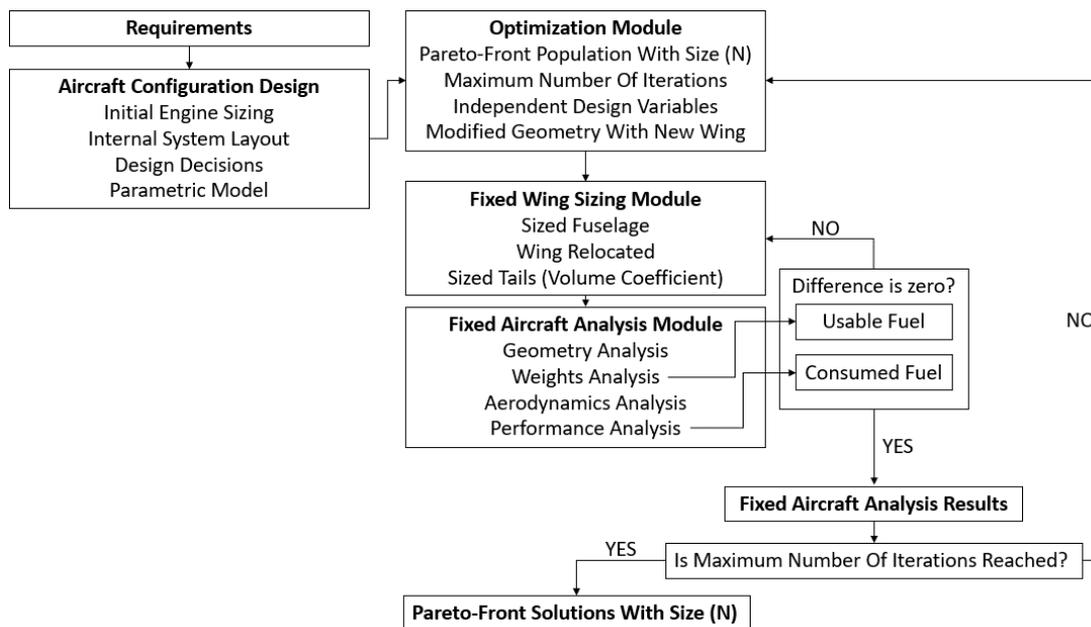 Requirements
Aircraft Configuration Design
Initial Engine Sizing
Internal System Layout
Design Decisions
Parametric Model
Optimization Module
Pareto-Front Population With Size (N)
Maximum Number Of Iterations
Independent Design Variables
Modified Geometry With New Wing
Fixed Wing Sizing Module
Sized Fuselage
Wing Relocated
Sized Tails (Volume Coefficient)
Fixed Aircraft Analysis Module
Geometry Analysis
Weights Analysis
Aerodynamics Analysis
Performance Analysis
NO
Difference is zero?
Usable Fuel
Consumed Fuel
NO
YES
Fixed Aircraft Analysis Results
Is Maximum Number Of Iterations Reached?
YES
Pareto-Front Solutions With Size (N)